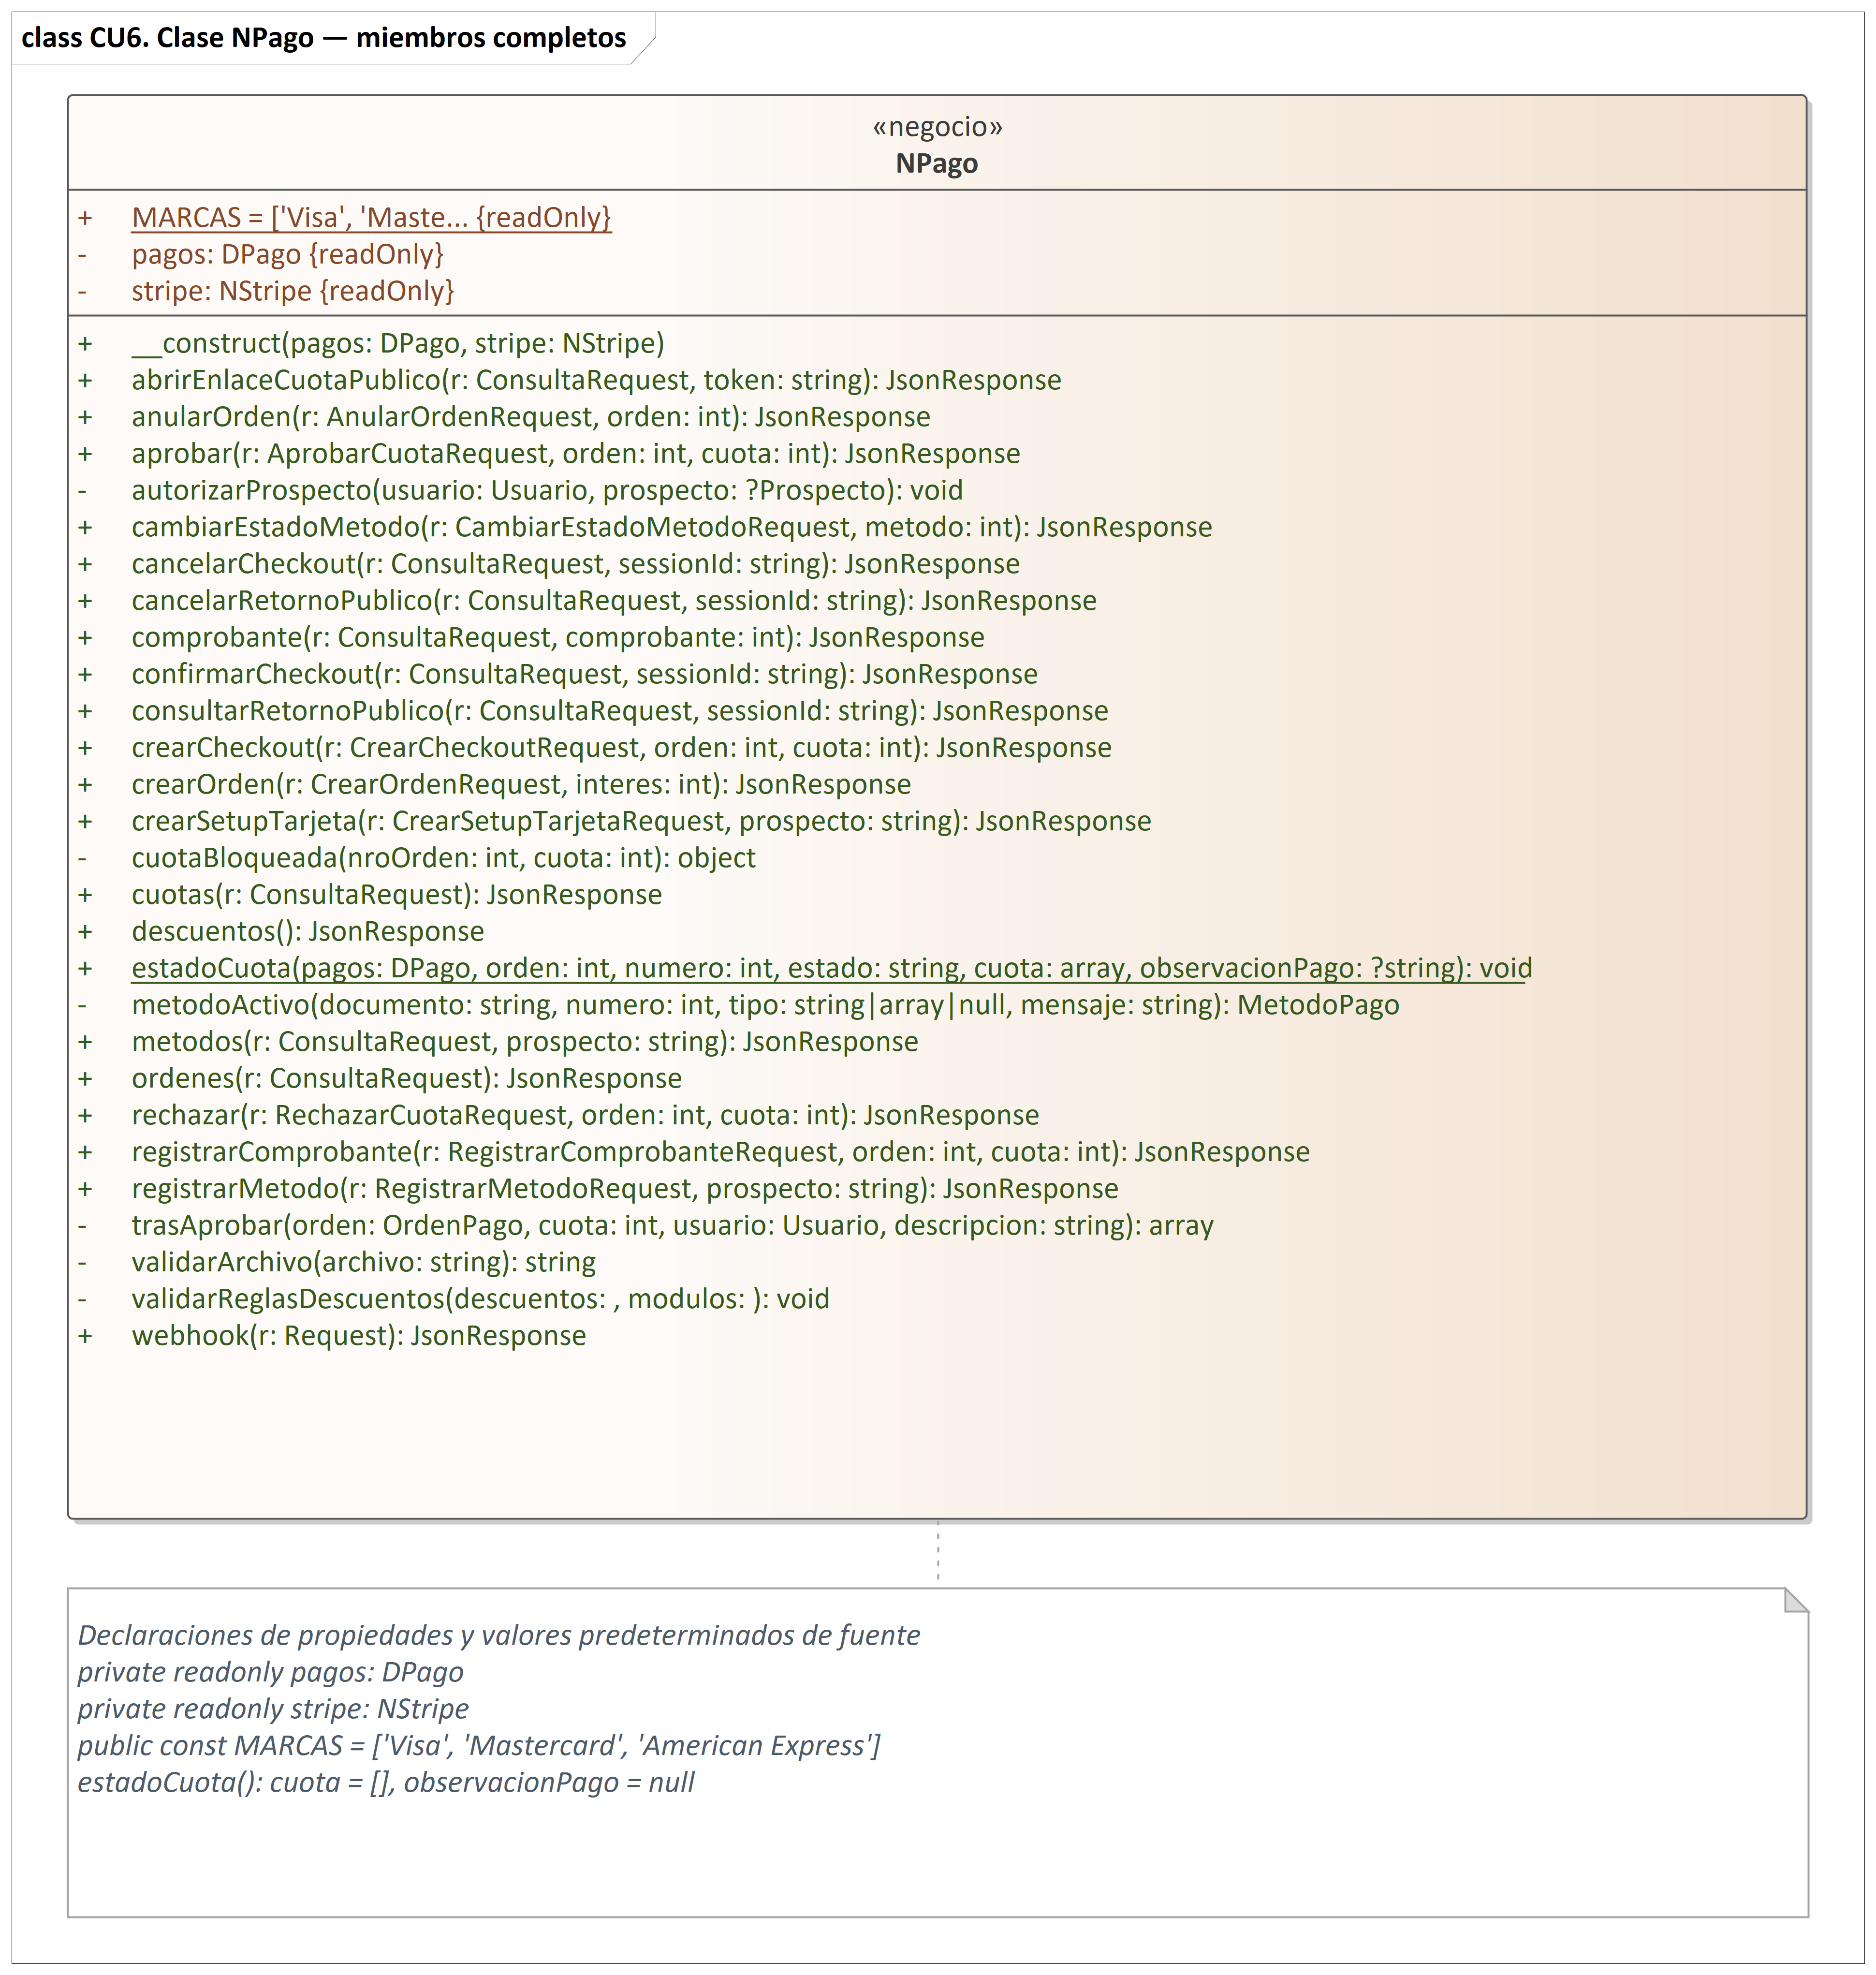 class CU6. Clase NPago — miembros completos
«negocio»
NPago
+ MARCAS = ['Visa', 'Maste... {readOnly}
- pagos: DPago {readOnly}
- stripe: NStripe {readOnly}
+ __construct(pagos: DPago, stripe: NStripe)
+ abrirEnlaceCuotaPublico(r: ConsultaRequest, token: string): JsonResponse
+ anularOrden(r: AnularOrdenRequest, orden: int): JsonResponse
+ aprobar(r: AprobarCuotaRequest, orden: int, cuota: int): JsonResponse
- autorizarProspecto(usuario: Usuario, prospecto: ?Prospecto): void
+ cambiarEstadoMetodo(r: CambiarEstadoMetodoRequest, metodo: int): JsonResponse
+ cancelarCheckout(r: ConsultaRequest, sessionId: string): JsonResponse
+ cancelarRetornoPublico(r: ConsultaRequest, sessionId: string): JsonResponse
+ comprobante(r: ConsultaRequest, comprobante: int): JsonResponse
+ confirmarCheckout(r: ConsultaRequest, sessionId: string): JsonResponse
+ consultarRetornoPublico(r: ConsultaRequest, sessionId: string): JsonResponse
+ crearCheckout(r: CrearCheckoutRequest, orden: int, cuota: int): JsonResponse
+ crearOrden(r: CrearOrdenRequest, interes: int): JsonResponse
+ crearSetupTarjeta(r: CrearSetupTarjetaRequest, prospecto: string): JsonResponse
- cuotaBloqueada(nroOrden: int, cuota: int): object
+ cuotas(r: ConsultaRequest): JsonResponse
+ descuentos(): JsonResponse
+ estadoCuota(pagos: DPago, orden: int, numero: int, estado: string, cuota: array, observacionPago: ?string): void
- metodoActivo(documento: string, numero: int, tipo: string|array|null, mensaje: string): MetodoPago
+ metodos(r: ConsultaRequest, prospecto: string): JsonResponse
+ ordenes(r: ConsultaRequest): JsonResponse
+ rechazar(r: RechazarCuotaRequest, orden: int, cuota: int): JsonResponse
+ registrarComprobante(r: RegistrarComprobanteRequest, orden: int, cuota: int): JsonResponse
+ registrarMetodo(r: RegistrarMetodoRequest, prospecto: string): JsonResponse
- trasAprobar(orden: OrdenPago, cuota: int, usuario: Usuario, descripcion: string): array
- validarArchivo(archivo: string): string
- validarReglasDescuentos(descuentos: , modulos: ): void
+ webhook(r: Request): JsonResponse
Declaraciones de propiedades y valores predeterminados de fuente
private readonly pagos: DPago
private readonly stripe: NStripe
public const MARCAS = ['Visa', 'Mastercard', 'American Express']
estadoCuota(): cuota = [], observacionPago = null